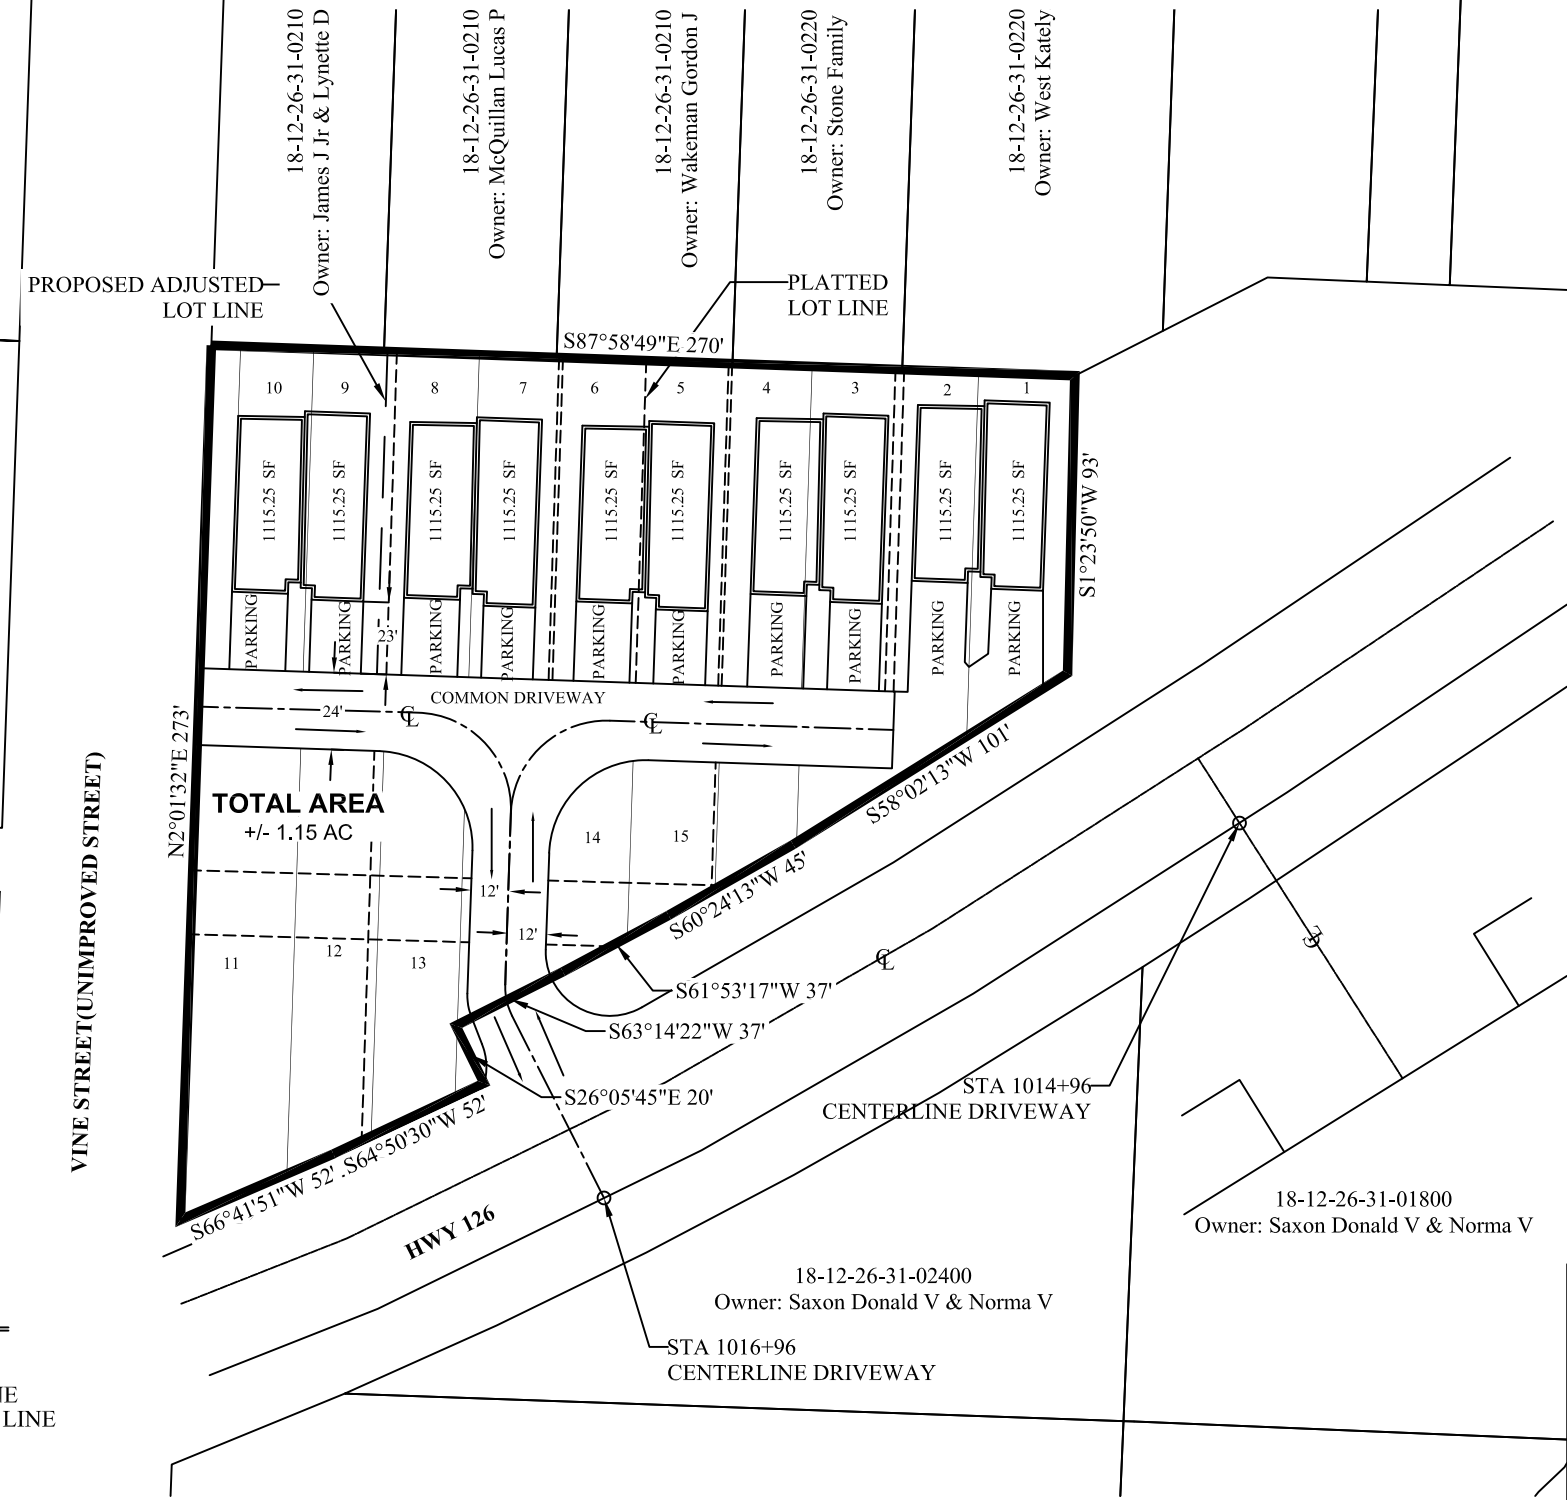 18-12-26-31-0210
Owner: James J Jr & Lynette D
18-12-26-31-0210
Owner: McQuillan Lucas P
18-12-26-31-0210
Owner: Wakeman Gordon J
18-12-26-31-0220
Owner: Stone Family
18-12-26-31-0220
Owner: West Kately
PROPOSED ADJUSTED
LOT LINE
PLATTED
LOT LINE
S87°58'49"E 270'
10
9
8
7
6
5
4
3
2
1
1115.25 SF
1115.25 SF
1115.25 SF
1115.25 SF
1115.25 SF
1115.25 SF
1115.25 SF
1115.25 SF
1115.25 SF
1115.25 SF
S1°23'50"W 93'
PARKING
PARKING
PARKING
PARKING
PARKING
PARKING
PARKING
PARKING
PARKING
PARKING
23'
COMMON DRIVEWAY
24'
CL
CL
N2°01'32"E 273'
VINE STREET(UNIMPROVED STREET)
TOTAL AREA
+/- 1.15 AC
14
15
S58°02'13"W 101'
12'
12'
S60°24'13"W 45'
11
12
13
CL
S61°53'17"W 37'
S63°14'22"W 37'
S26°05'45"E 20'
STA 1014+96
CENTERLINE DRIVEWAY
CL
S64°50'30"W 52'
S66°41'51"W 52'
HWY 126
18-12-26-31-01800
Owner: Saxon Donald V & Norma V
18-12-26-31-02400
Owner: Saxon Donald V & Norma V
STA 1016+96
CENTERLINE DRIVEWAY
NE
LINE